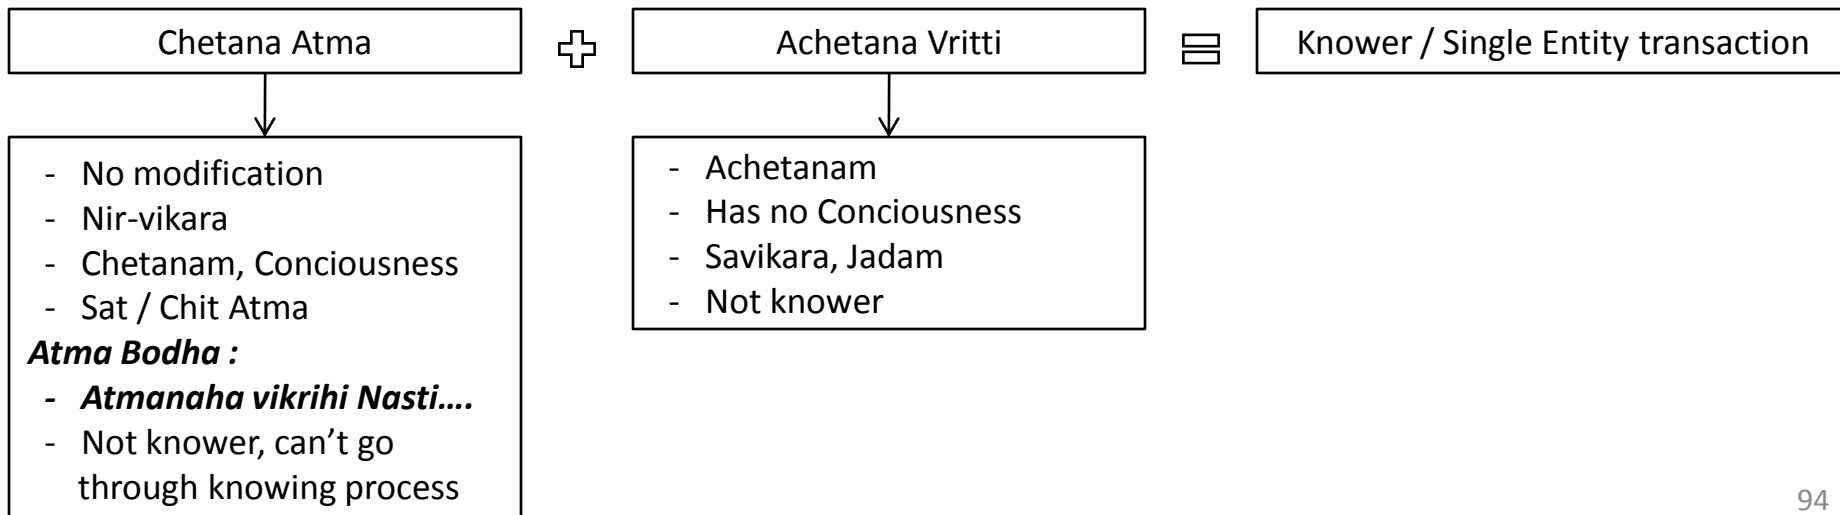 Chetana Atma
Achetana Vritti
Knower / Single Entity transaction
- No modification
- Nir-vikara
- Chetanam, Conciousness
- Sat / Chit Atma
Atma Bodha :
- Atmanaha vikrihi Nasti....
- Not knower, can’t go
through knowing process
- Achetanam
- Has no Conciousness
- Savikara, Jadam
- Not knower
94